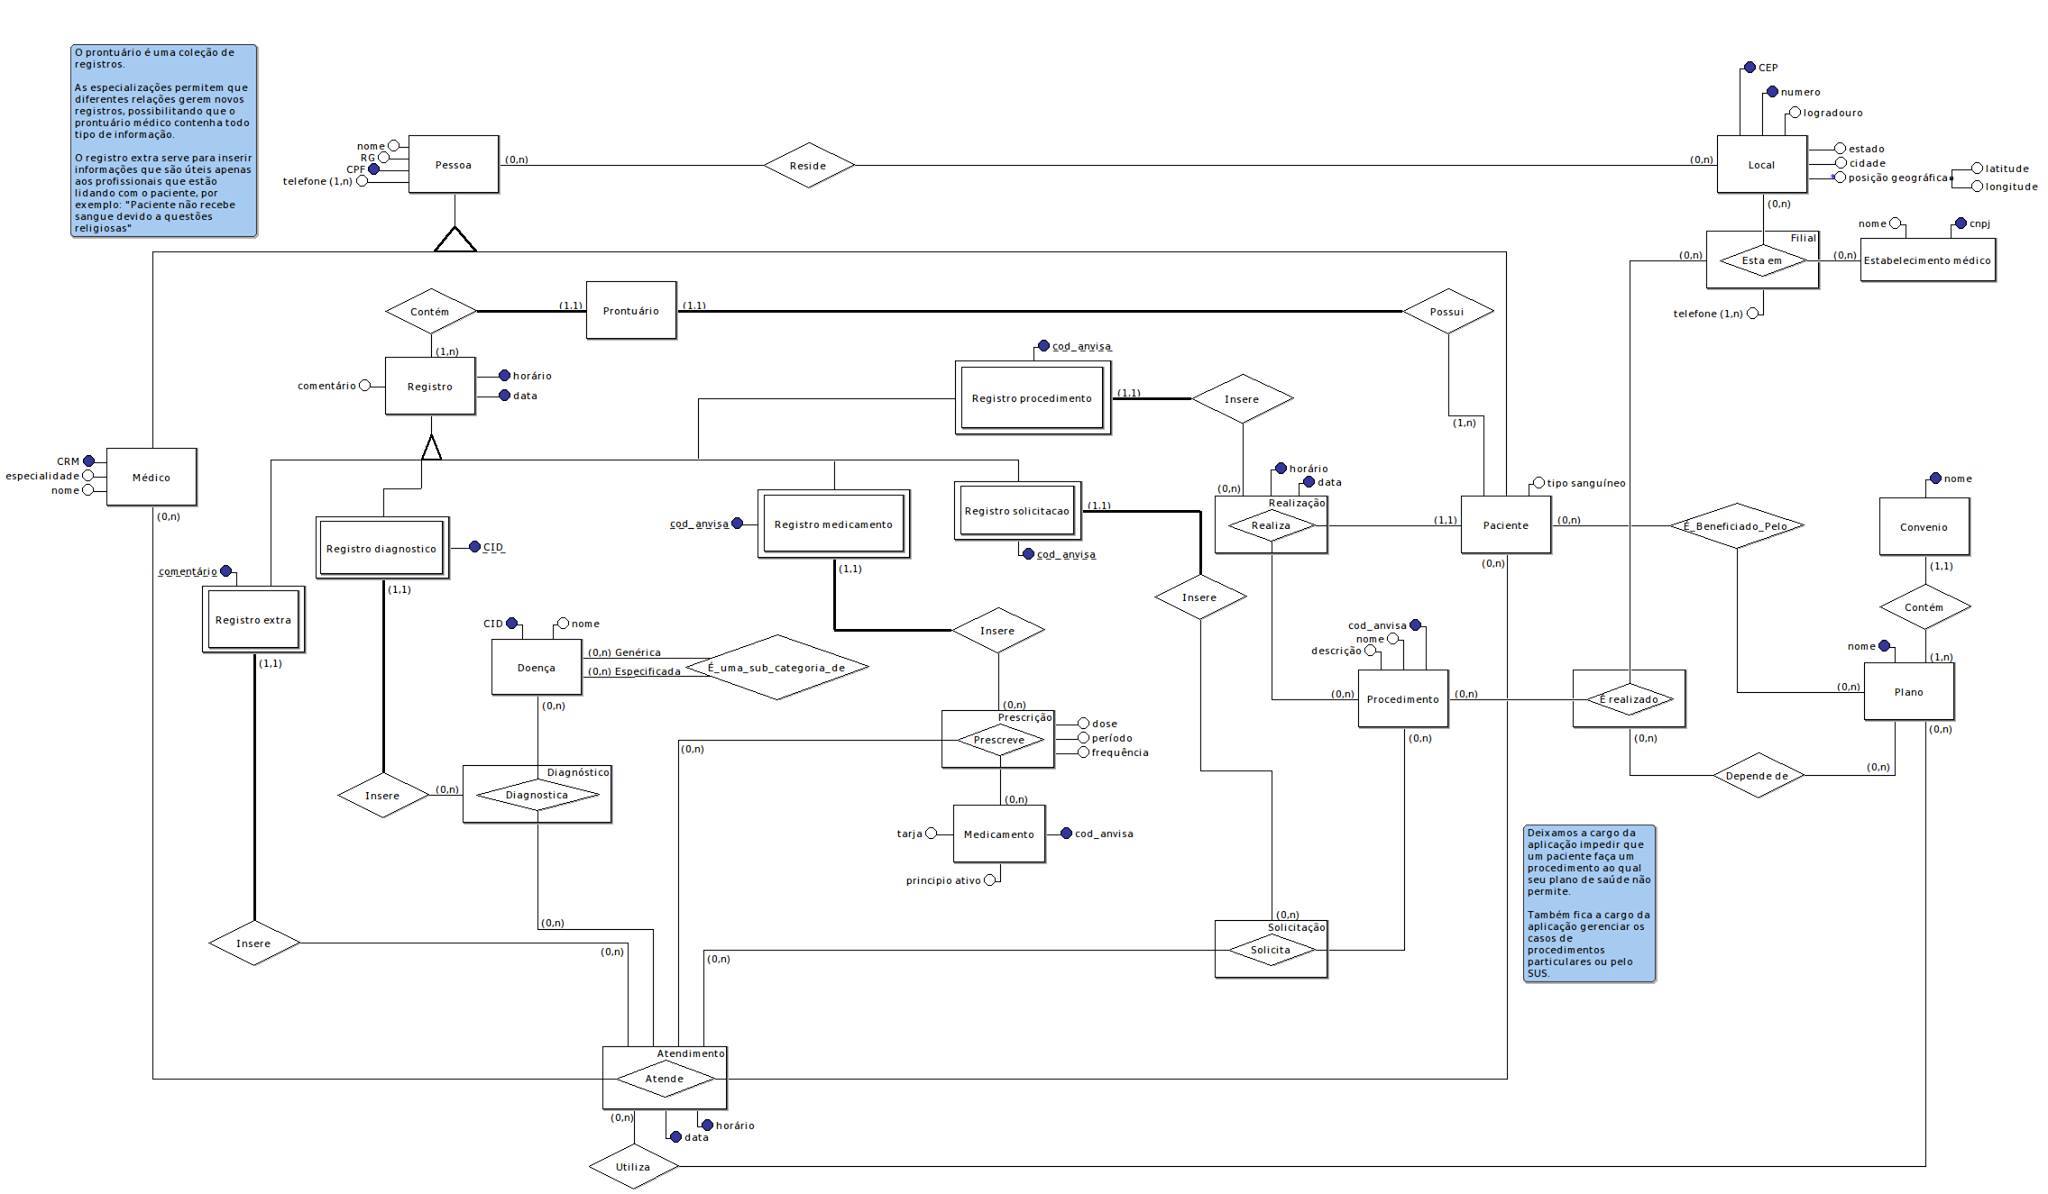 O prontuário é uma coleção de
registros.
As especializações permitem que
diferentes relações gerem novos
registros, possibilitando que o
prontuário médico contenha todo
tipo de informação.
O registro extra serve para inserir
informações que são úteis apenas
aos profissionais que estão
lidando com o paciente, por
exemplo: "Paciente não recebe
sangue devido a questões
religiosas"
nome
RG
CPF
telefone (1,n)
Pessoa
(0,n)
Reside
(0,n)
Local
CEP
numero
logradouro
estado
cidade
posição geográfica
latitude
longitude
(0,n)
Filial
Esta em
(0,n)
(0,n)
telefone (1,n)
nome
cnpj
Estabelecimento médico
Contém
(1,1)
Prontuário
(1,1)
Possui
(1,n)
(1,n)
Registro
comentário
horário
data
cod_anvisa
Registro procedimento
(1,1)
Insere
(0,n)
horário
data
Realização
Realiza
(1,1)
Paciente
tipo sanguíneo
(0,n)
(0,n)
É_Beneficiado_Pelo
nome
Convenio
(1,1)
Contém
(1,n)
nome
Plano
(0,n)
(0,n)
CRM
especialidade
nome
Médico
(0,n)
Registro diagnostico
CID
(1,1)
cod_anvisa
Registro medicamento
(1,1)
Registro solicitacao
(1,1)
cod_anvisa
Insere
comentário
Registro extra
(1,1)
CID
nome
Doença
(0,n) Genérica
(0,n) Especificada
É_uma_sub_categoria_de
(0,n)
Insere
(0,n)
Prescrição
Prescreve
dose
período
frequência
(0,n)
(0,n)
tarja
Medicamento
cod_anvisa
principio ativo
cod_anvisa
nome
descrição
(0,n)
Procedimento
(0,n)
(0,n)
É realizado
(0,n)
Depende de
(0,n)
Insere
(0,n)
Diagnóstico
Diagnostica
(0,n)
Insere
(0,n)
(0,n)
(0,n)
Solicitação
Solicita
Deixamos a cargo da
aplicação impedir que
um paciente faça um
procedimento ao qual
seu plano de saúde não
permite.
Também fica a cargo da
aplicação gerenciar os
casos de
procedimentos
particulares ou pelo
SUS.
Atendimento
Atende
(0,n)
data
horário
Utiliza